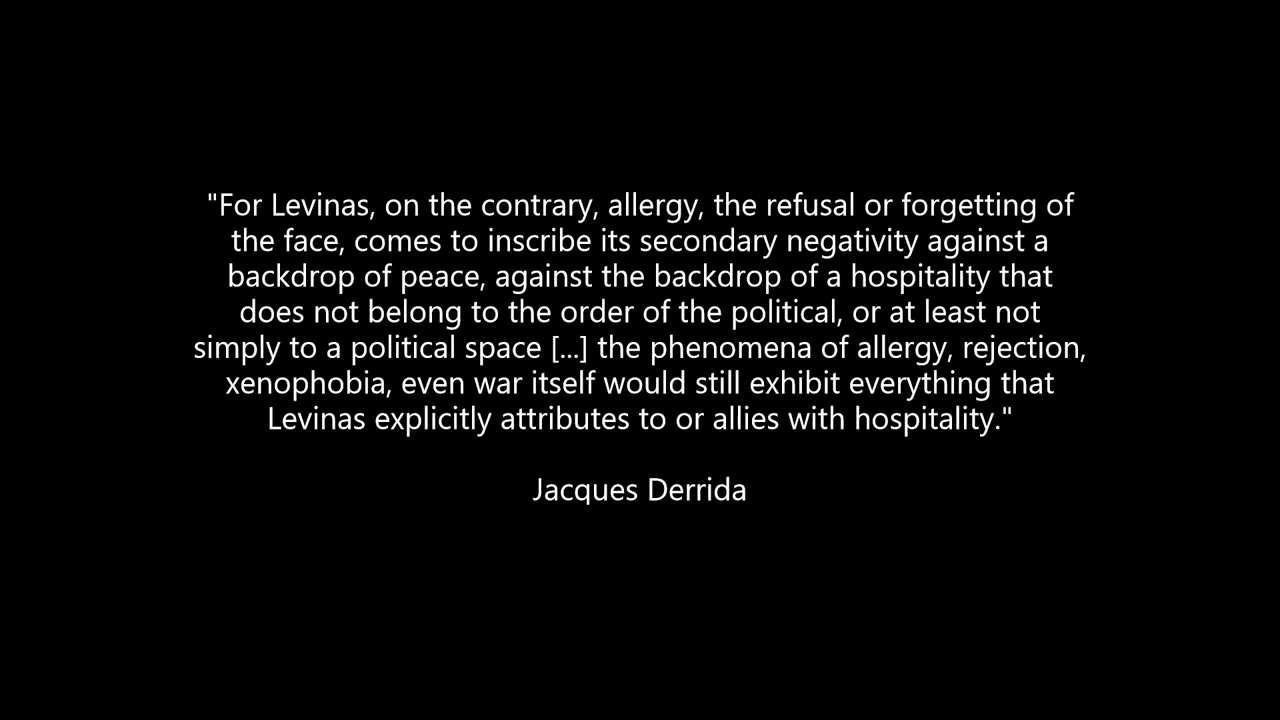 "For Levinas, on the contrary, allergy, the refusal or forgetting of
the face, comes to inscribe its secondary negativity against a
backdrop of peace, against the backdrop of a hospitality that
does not belong to the order of the political, or at least not
simply to a political space [...] the phenomena of allergy, rejection,
xenophobia, even war itself would still exhibit everything that
Levinas explicitly attributes to or allies with hospitality."
Jacques Derrida